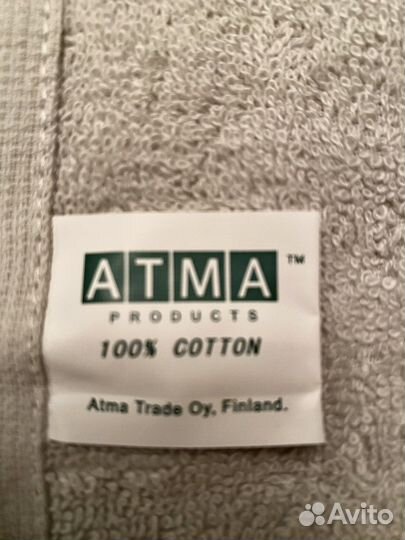 ATMA™
PRODUCTS
100% COTTON
Atma Trade Oy, Finland.
Avito